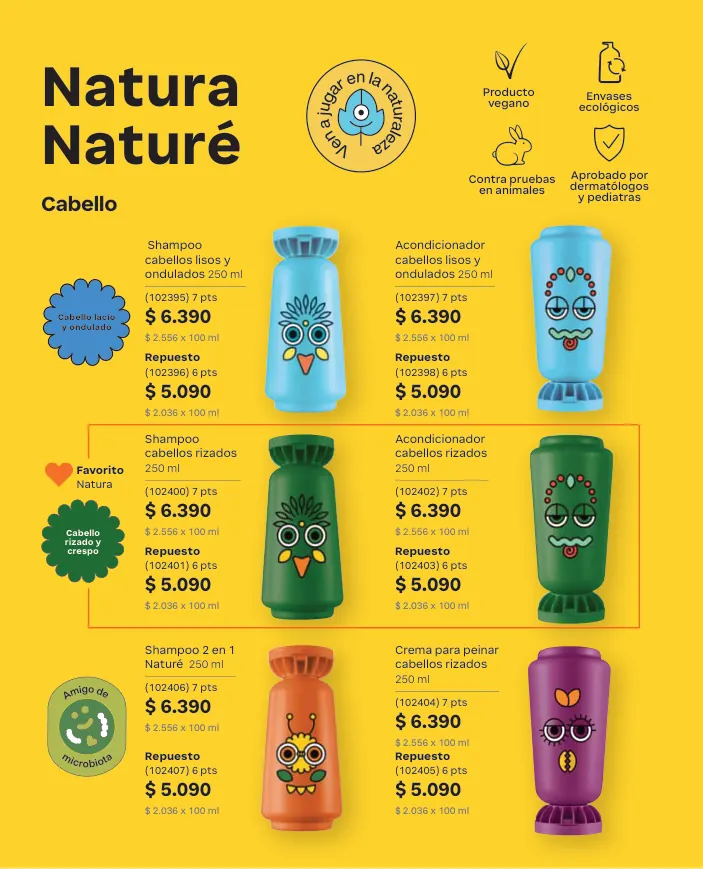 Natura
Naturé
Cabello
Ven a jugar en la naturaleza
Producto
vegano
Envases
ecológicos
Contra pruebas
en animales
Aprobado por
dermatólogos
y pediatras
Cabello lacio
y ondulado
Shampoo
cabellos lisos y
ondulados 250 ml
(102395) 7 pts
$ 6.390
$ 2.556 x 100 ml
Repuesto
(102396) 6 pts
$ 5.090
$ 2.036 x 100 ml
Acondicionador
cabellos lisos y
ondulados 250 ml
(102397) 7 pts
$ 6.390
$ 2.556 x 100 ml
Repuesto
(102398) 6 pts
$ 5.090
$ 2.036 x 100 ml
Favorito
Natura
Cabello
rizado y
crespo
Shampoo
cabellos rizados
250 ml
(102400) 7 pts
$ 6.390
$ 2.556 x 100 ml
Repuesto
(102401) 6 pts
$ 5.090
$ 2.036 x 100 ml
Acondicionador
cabellos rizados
250 ml
(102402) 7 pts
$ 6.390
$ 2.556 x 100 ml
Repuesto
(102403) 6 pts
$ 5.090
$ 2.036 x 100 ml
Amigo de
microbiota
Shampoo 2 en 1
Naturé 250 ml
(102406) 7 pts
$ 6.390
$ 2.556 x 100 ml
Repuesto
(102407) 6 pts
$ 5.090
$ 2.036 x 100 ml
Crema para peinar
cabellos rizados
250 ml
(102404) 7 pts
$ 6.390
$ 2.556 x 100 ml
Repuesto
(102405) 6 pts
$ 5.090
$ 2.036 x 100 ml